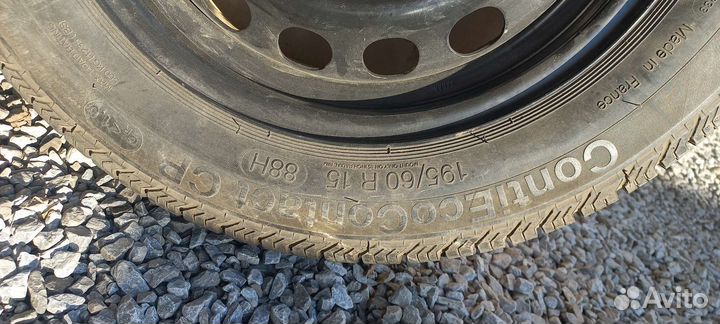 ContiEcoContact CP
195/60 R 15 88H
Made in France
Avito